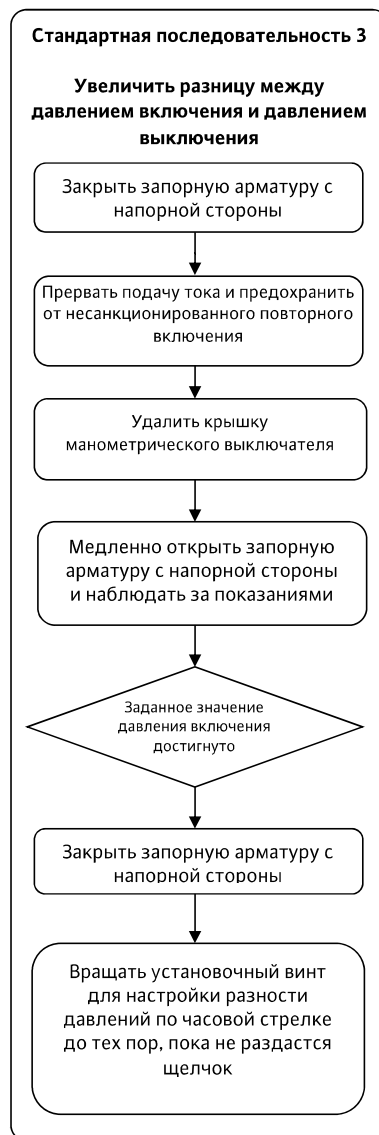 Стандартная последовательность 3
Увеличить разницу между
давлением включения и давлением
выключения
Закрыть запорную арматуру с
напорной стороны
Прервать подачу тока и предохранить
от несанкционированного повторного
включения
Удалить крышку
манометрического выключателя
Медленно открыть запорную
арматуру с напорной стороны
и наблюдать за показаниями
Заданное значение
давления включения
достигнуто
Закрыть запорную арматуру с
напорной стороны
Вращать установочный винт
для настройки разности
давлений по часовой стрелке
до тех пор, пока не раздастся
щелчок